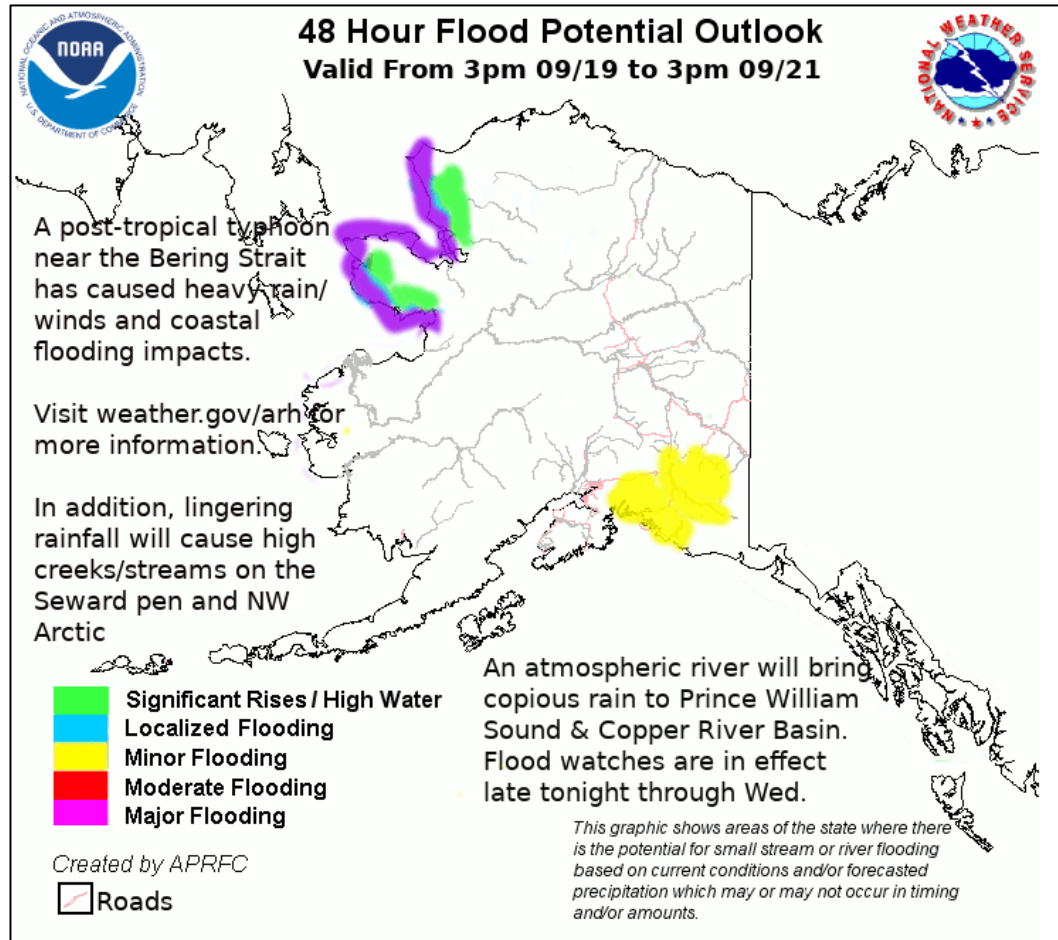 48 Hour Flood Potential Outlook
Valid From 3pm 09/19 to 3pm 09/21
NATIONAL OCEANIC AND ATMOSPHERIC ADMINISTRATION
NOAA
U.S. DEPARTMENT OF COMMERCE
NATIONAL WEATHER SERVICE
A post-tropical typhoon
near the Bering Strait
has caused heavy rain/
winds and coastal
flooding impacts.
Visit weather.gov/arh for
more information.
In addition, lingering
rainfall will cause high
creeks/streams on the
Seward pen and NW
Arctic
Significant Rises / High Water
Localized Flooding
Minor Flooding
Moderate Flooding
Major Flooding
Created by APRFC
Roads
An atmospheric river will bring
copious rain to Prince William
Sound & Copper River Basin.
Flood watches are in effect
late tonight through Wed.
This graphic shows areas of the state where there
is the potential for small stream or river flooding
based on current conditions and/or forecasted
precipitation which may or may not occur in timing
and/or amounts.